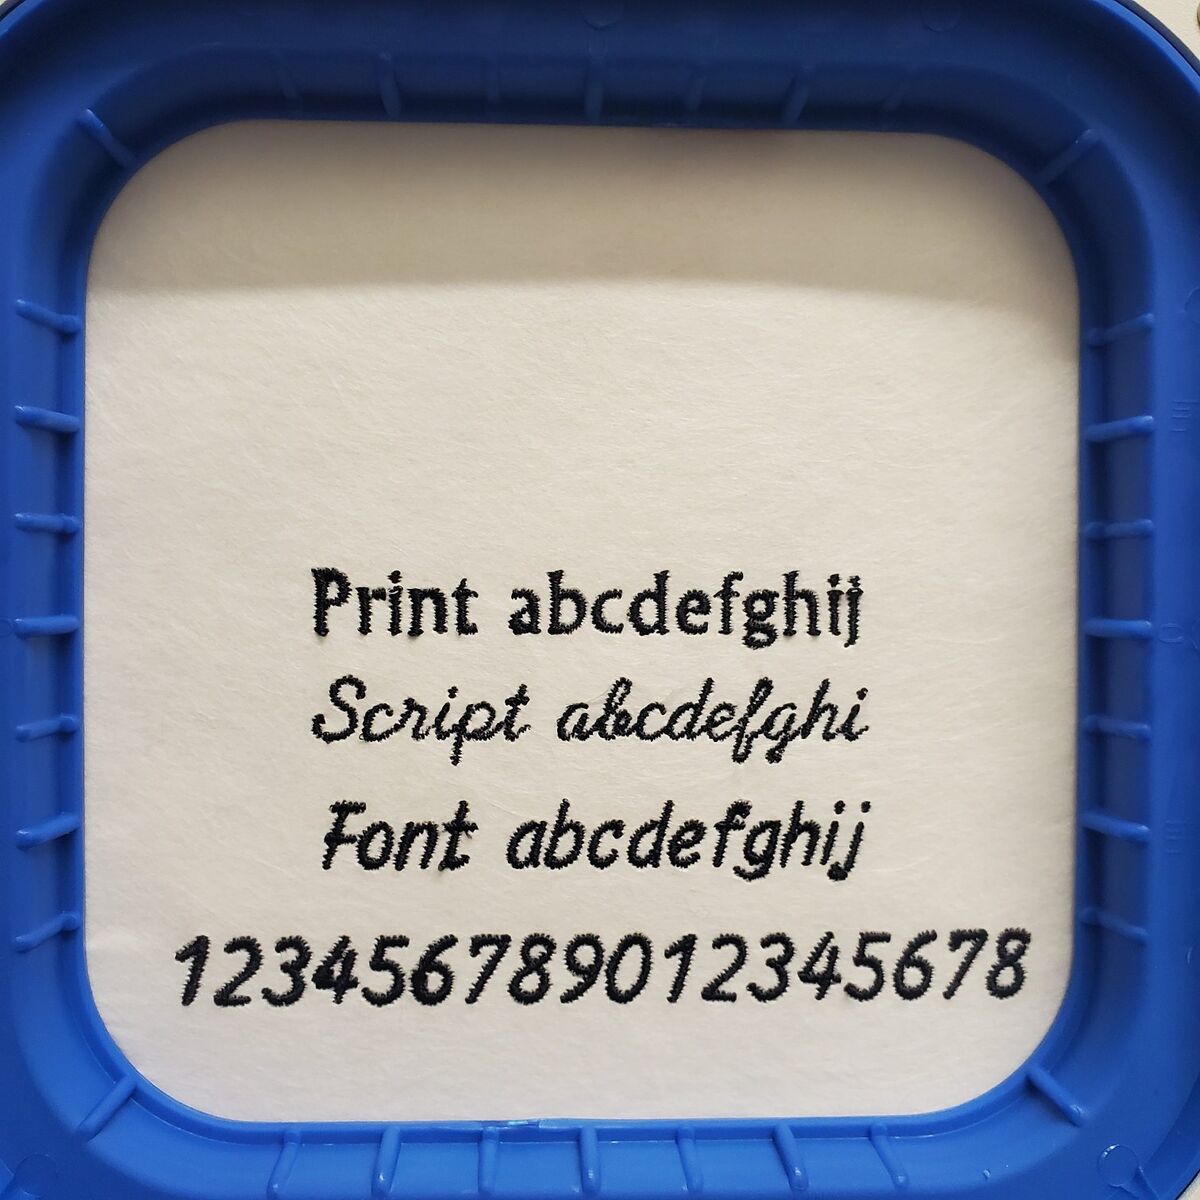 Print abcdefghij
Script abcdefghi
Font abcdefghij
123456789012345678